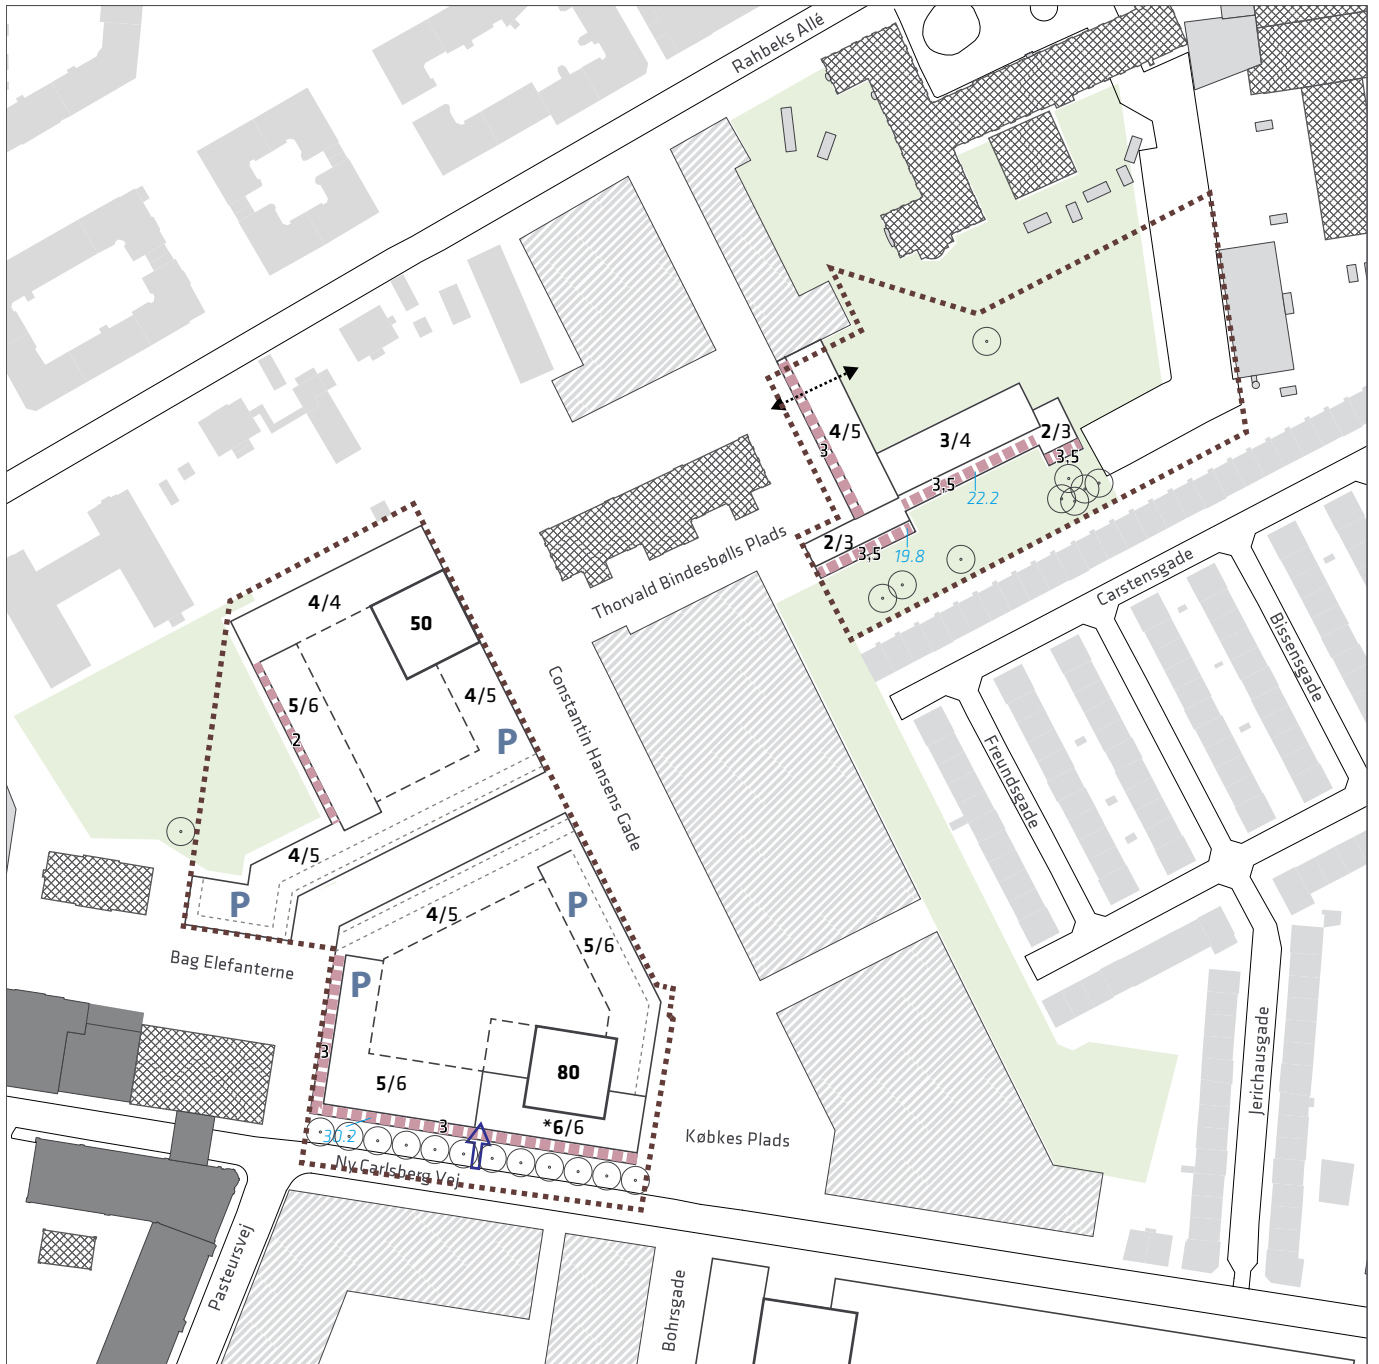 Rahbeks Allé
4/5
3
3/4
2/3
3,5
3,5
22.2
2/3
3,5
19.8
Thorvald Bindesbølls Plads
Carstensgade
Bissensgade
4/4
50
5/6
4/5
2
P
Constantin Hansens Gade
Freundsgade
4/5
P
4/5
P
5/6
Bag Elefanterne
P
3
5/6
80
3
*6/6
30.2
Købkes Plads
Jerichausgade
Ny Carlsberg Vej
Pasteursvej
Bohrsgade